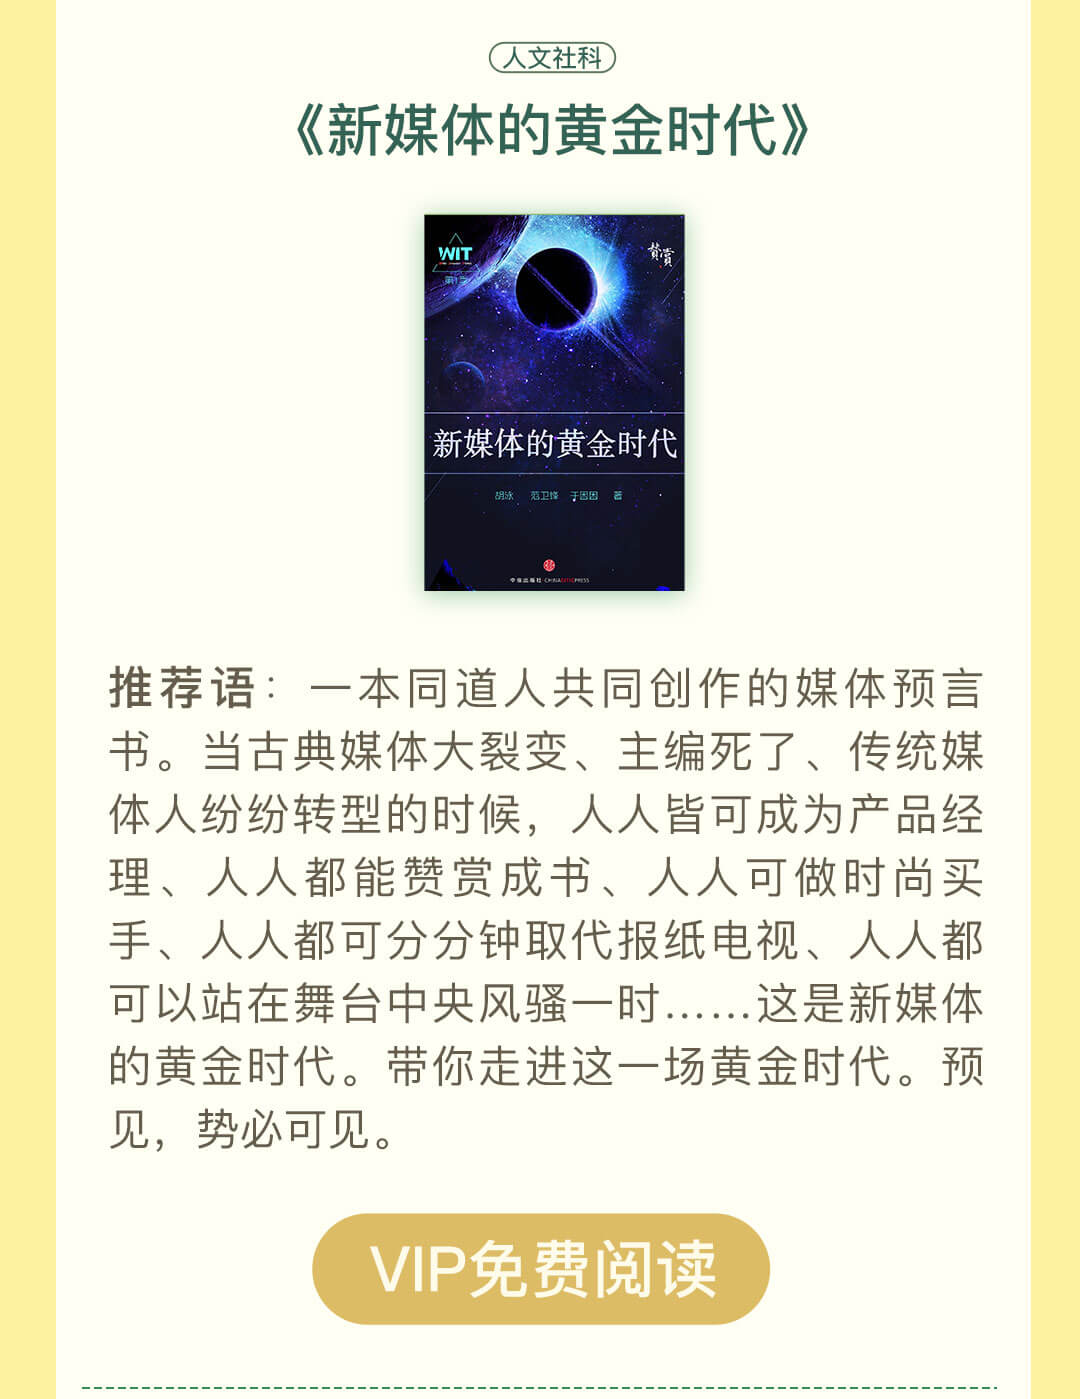 人文社科
《新媒体的黄金时代》
WIT
赞赏
新媒体的黄金时代
胡泳 范卫锋 于困困 著
中信出版社·CHINACITICPRESS
推荐语：一本同道人共同创作的媒体预言
书。当古典媒体大裂变、主编死了、传统媒
体人纷纷转型的时候，人人皆可成为产品经
理、人人都能赞赏成书、人人可做时尚买
手、人人都可分分钟取代报纸电视、人人都
可以站在舞台中央风骚一时……这是新媒体
的黄金时代。带你走进这一场黄金时代。预
见，势必可见。
VIP免费阅读